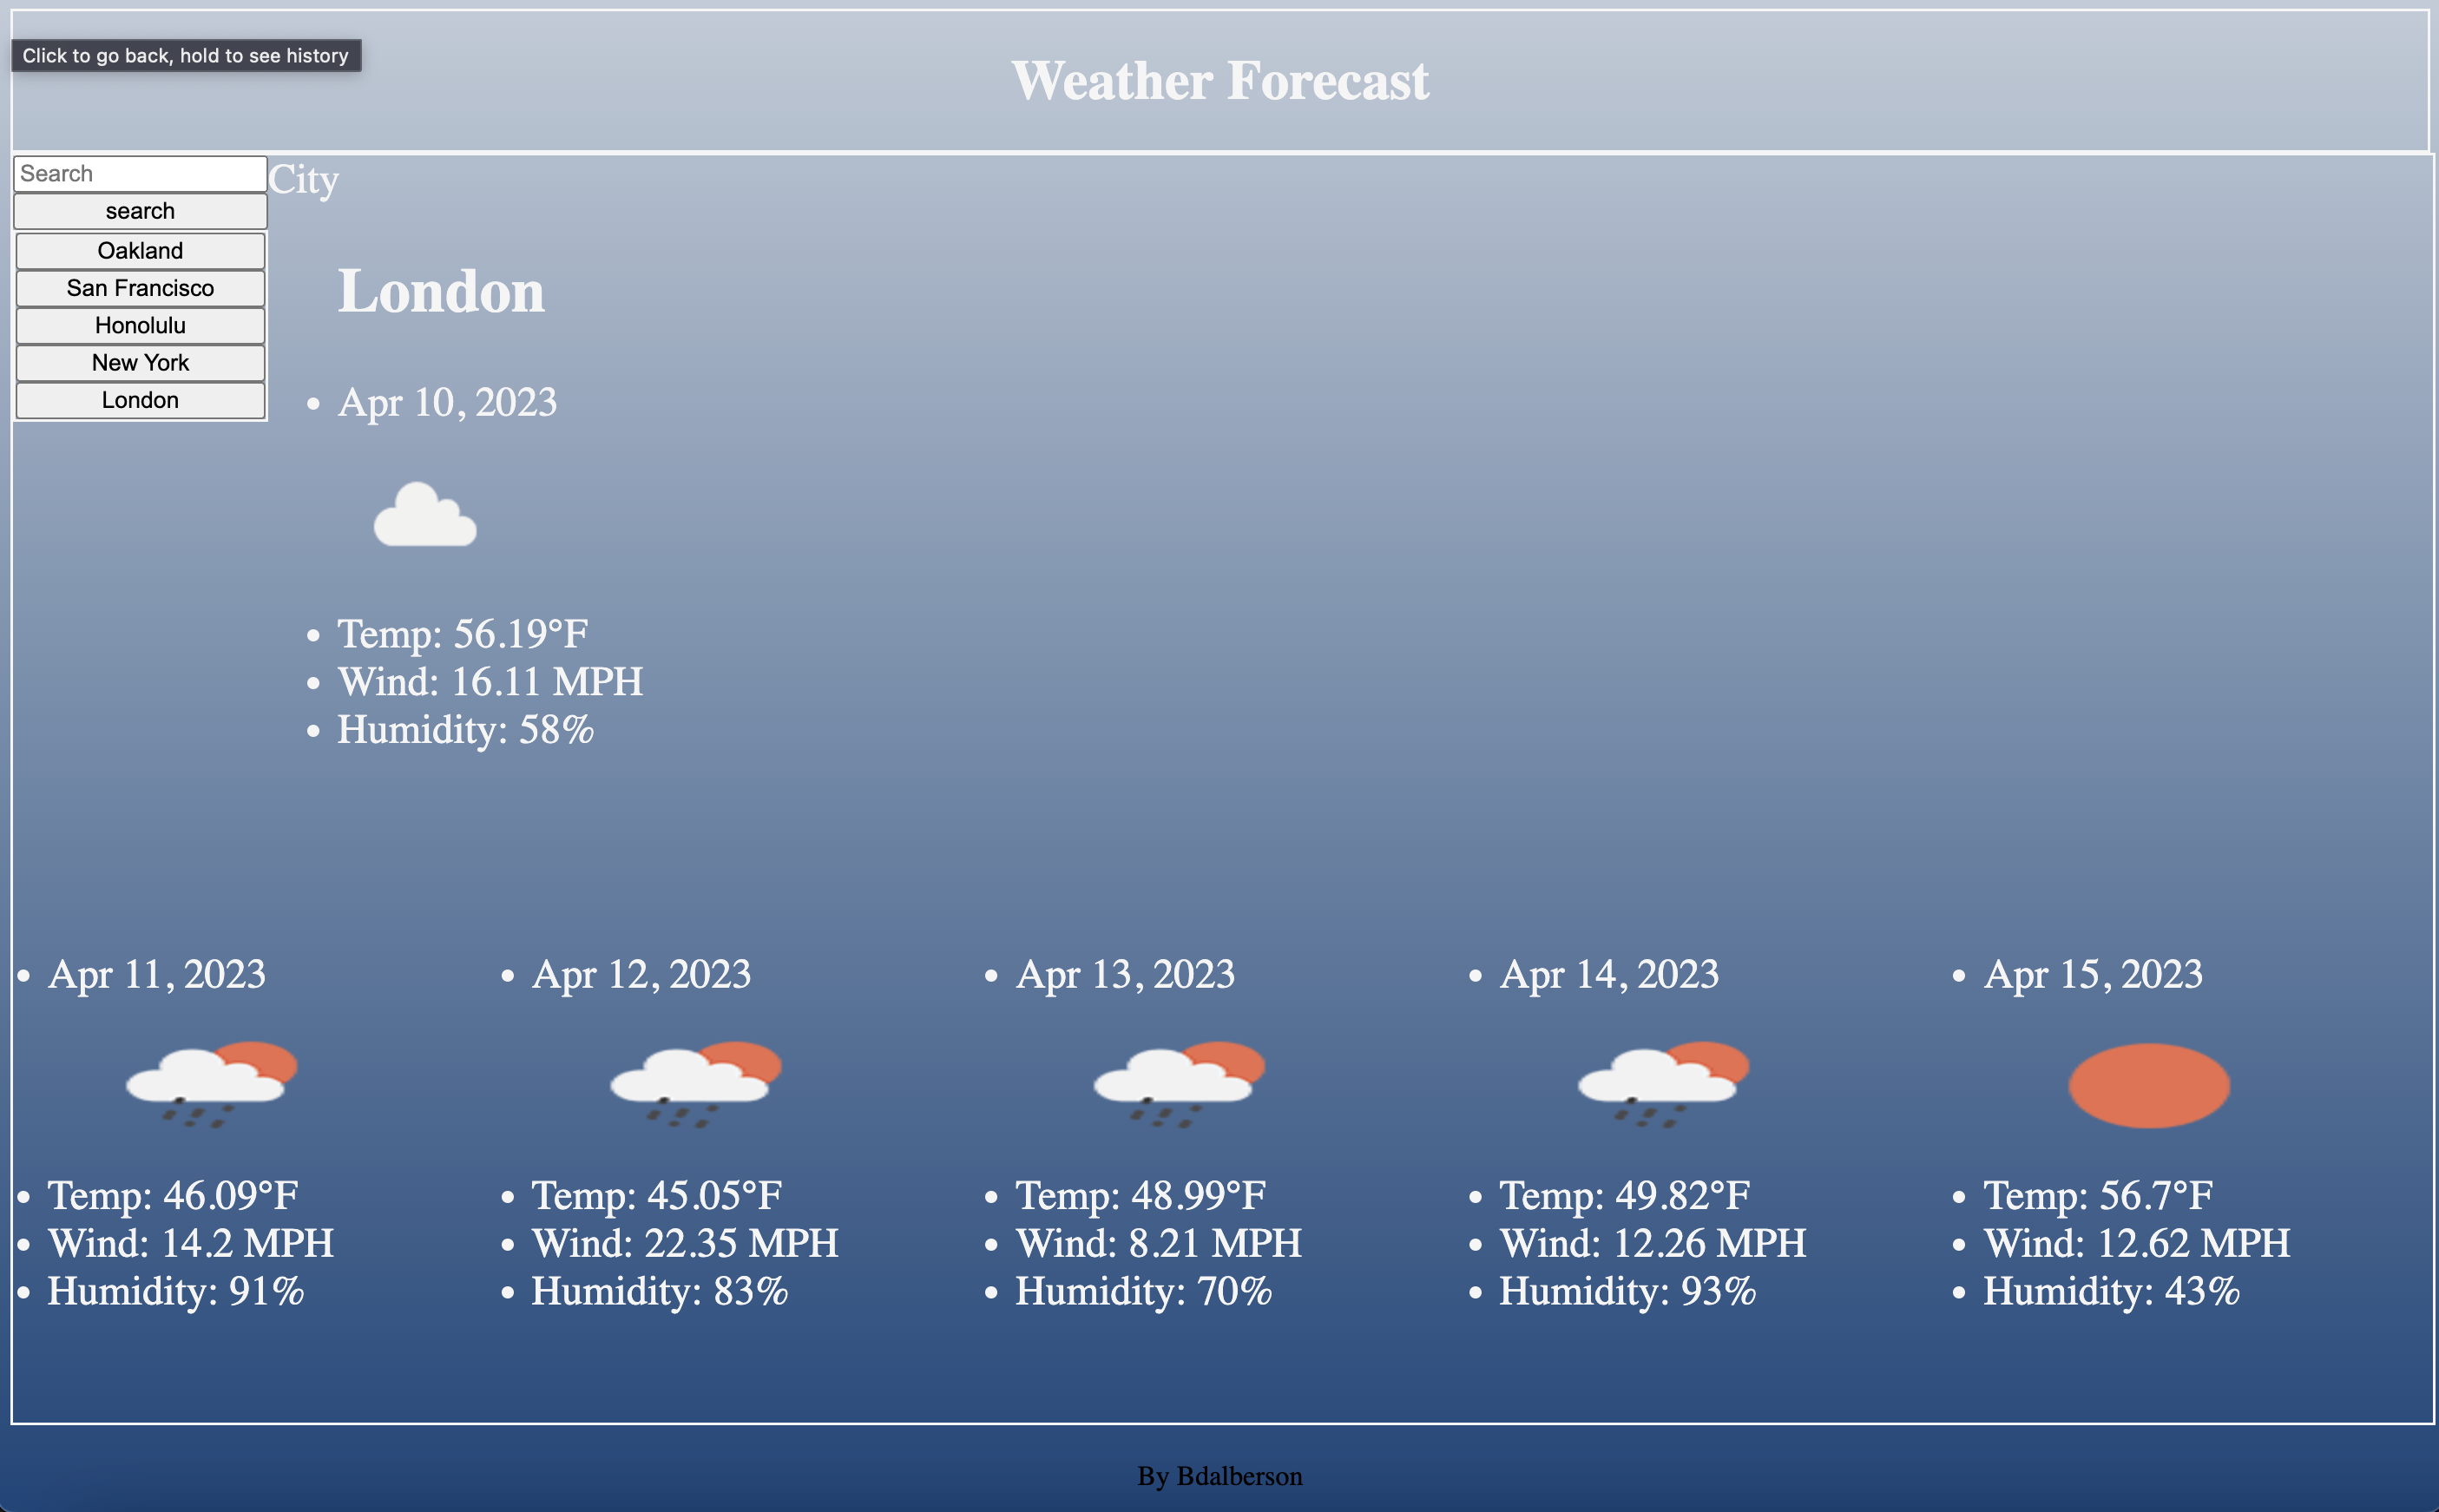 Click to go back, hold to see history
Weather Forecast
Search
City
search
Oakland
San Francisco
Honolulu
New York
London
London
Apr 10, 2023
Temp: 56.19°F
Wind: 16.11 MPH
Humidity: 58%
Apr 11, 2023
Temp: 46.09°F
Wind: 14.2 MPH
Humidity: 91%
Apr 12, 2023
Temp: 45.05°F
Wind: 22.35 MPH
Humidity: 83%
Apr 13, 2023
Temp: 48.99°F
Wind: 8.21 MPH
Humidity: 70%
Apr 14, 2023
Temp: 49.82°F
Wind: 12.26 MPH
Humidity: 93%
Apr 15, 2023
Temp: 56.7°F
Wind: 12.62 MPH
Humidity: 43%
By Bdalberson